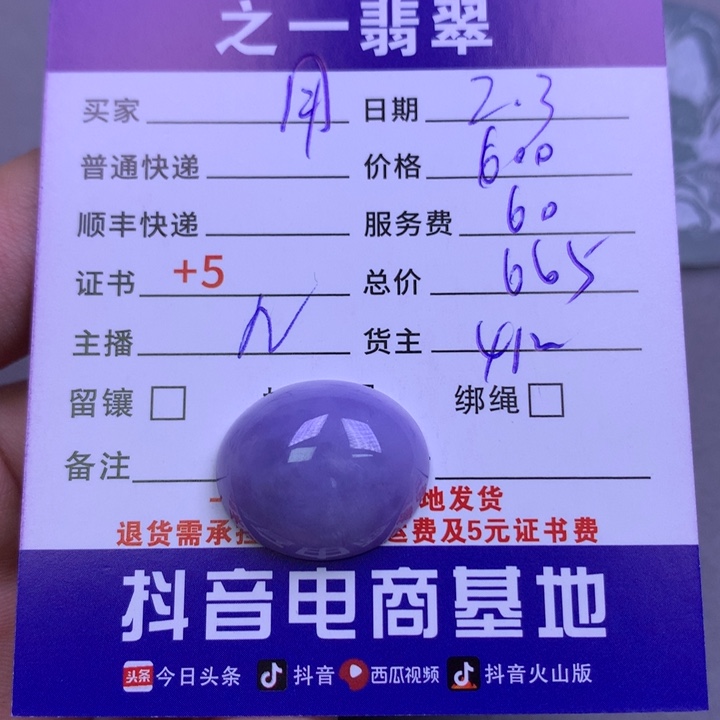 之一翡翠
买家 日期 2.3
普通快递 价格 600
顺丰快递 服务费 60
证书 +5 总价 665
主播 N 货主
留镶 绑绳
备注
地发货
退货需承 运费及5元证书费
抖音电商基地
头条 今日头条 抖音 西瓜视频 抖音火山版